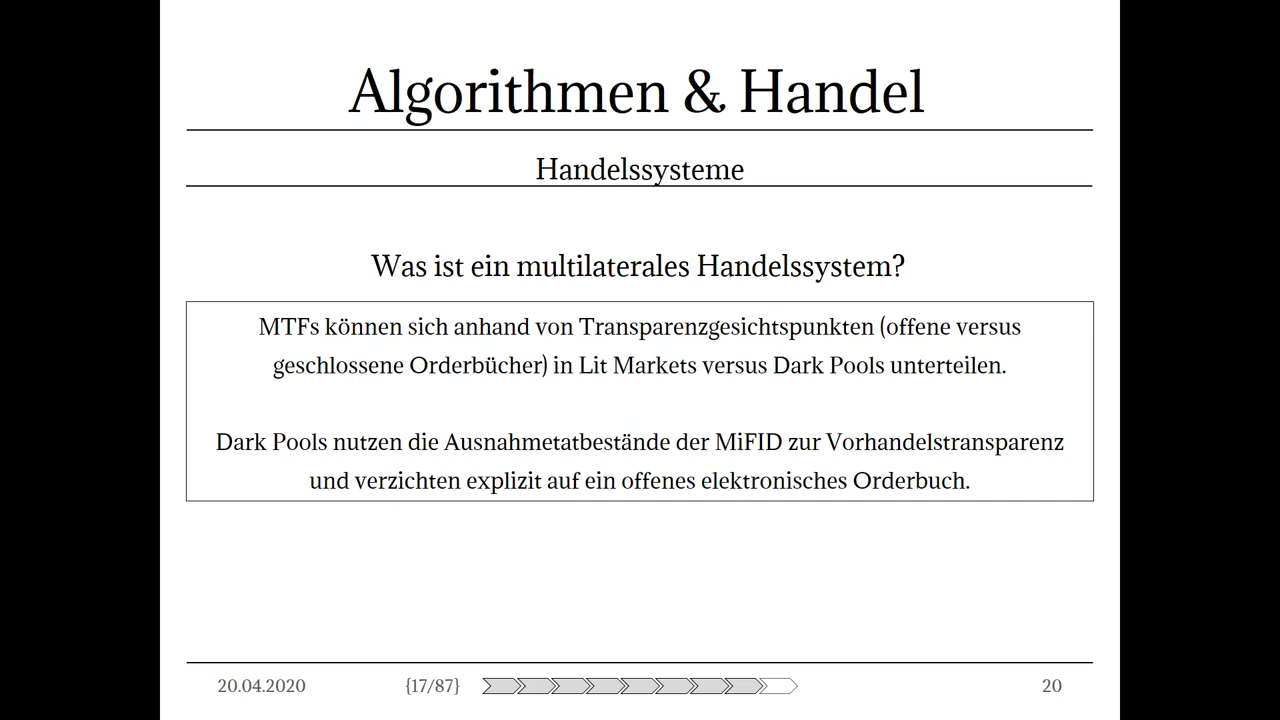 Algorithmen & Handel
Handelssysteme
Was ist ein multilaterales Handelssystem?
MTFs können sich anhand von Transparenzgesichtspunkten (offene versus
geschlossene Orderbücher) in Lit Markets versus Dark Pools unterteilen.
Dark Pools nutzen die Ausnahmetatbestände der MiFID zur Vorhandelstransparenz
und verzichten explizit auf ein offenes elektronisches Orderbuch.
20.04.2020 {17/87} 20